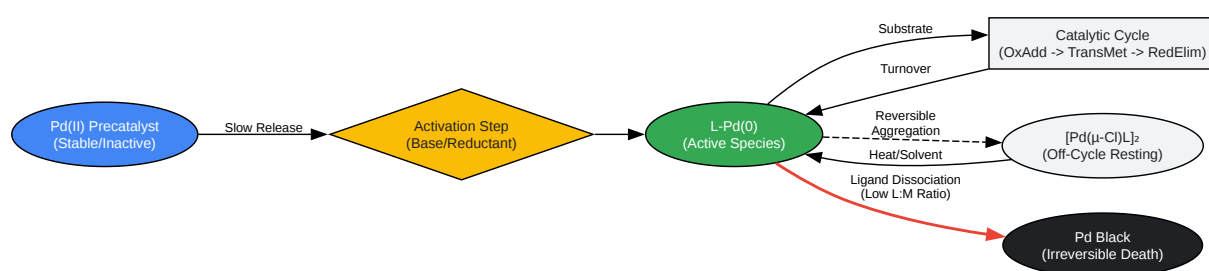 Pd(II) Precatalyst
(Stable/Inactive)
Slow Release
Activation Step
(Base/Reductant)
L-Pd(0)
(Active Species)
Substrate
Turnover
Catalytic Cycle
(OxAdd -> TransMet -> RedElim)
Reversible
Aggregation
Heat/Solvent
[Pd(μ-Cl)L]₂
(Off-Cycle Resting)
Ligand Dissociation
(Low L:M Ratio)
Pd Black
(Irreversible Death)